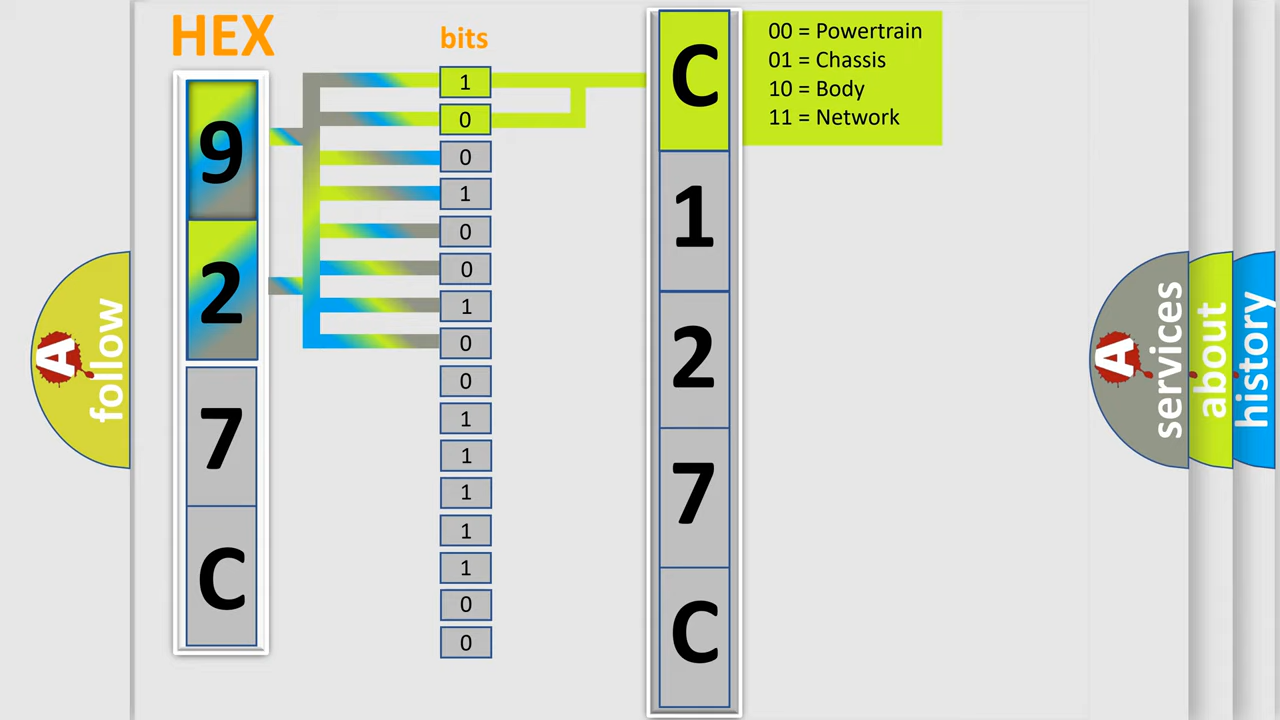 HEX
9
2
7
C
bits
1
0
0
1
0
0
1
0
0
1
1
1
1
1
0
0
C
1
2
7
C
00 = Powertrain
01 = Chassis
10 = Body
11 = Network
A follow
A services
about
history